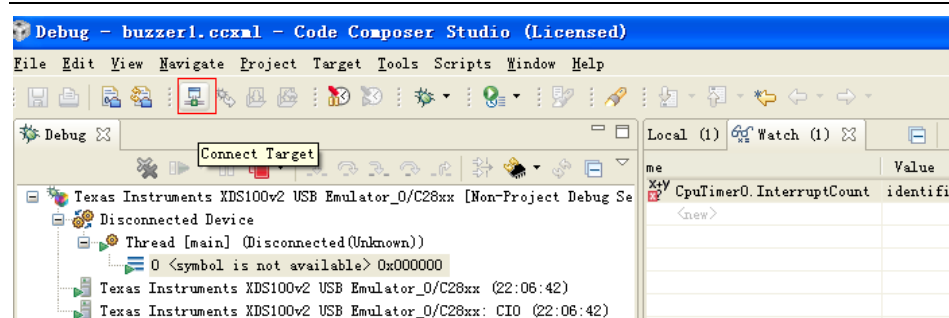 Debug - buzzer1.ccxml - Code Composer Studio (Licensed)
File Edit View Navigate Project Target Tools Scripts Window Help
Debug
Local (1) Watch (1)
Connect Target
me Value
Texas Instruments XDS100v2 USB Emulator_0/C28xx [Non-Project Debug Se
CpuTimer0.InterruptCount identifi
Disconnected Device
<new>
Thread [main] (Disconnected(Unknown))
0 <symbol is not available> 0x000000
Texas Instruments XDS100v2 USB Emulator_0/C28xx (22:06:42)
Texas Instruments XDS100v2 USB Emulator_0/C28xx: CIO (22:06:42)